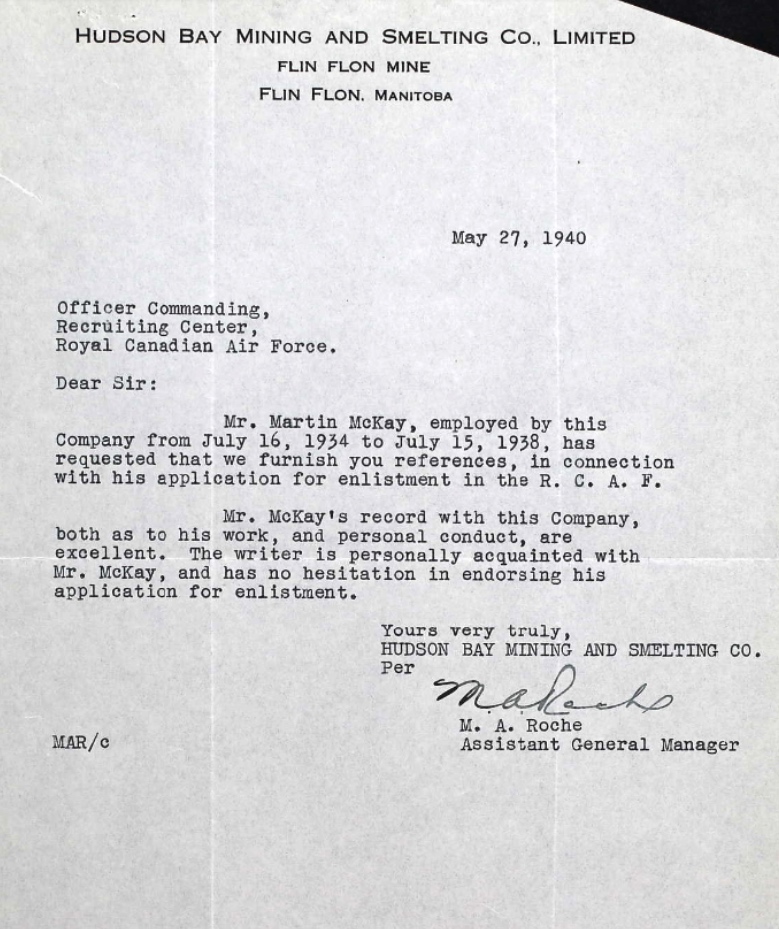 HUDSON BAY MINING AND SMELTING CO., LIMITED
FLIN FLON MINE
FLIN FLON, MANITOBA
May 27, 1940
Officer Commanding,
Recruiting Center,
Royal Canadian Air Force.
Dear Sir:
Mr. Martin McKay, employed by this
Company from July 16, 1934 to July 15, 1938, has
requested that we furnish you references, in connection
with his application for enlistment in the R. C. A. F.
Mr. McKay's record with this Company,
both as to his work, and personal conduct, are
excellent. The writer is personally acquainted with
Mr. McKay, and has no hesitation in endorsing his
application for enlistment.
Yours very truly,
HUDSON BAY MINING AND SMELTING CO.
Per
M.A. Roche
M. A. Roche
MAR/c
Assistant General Manager